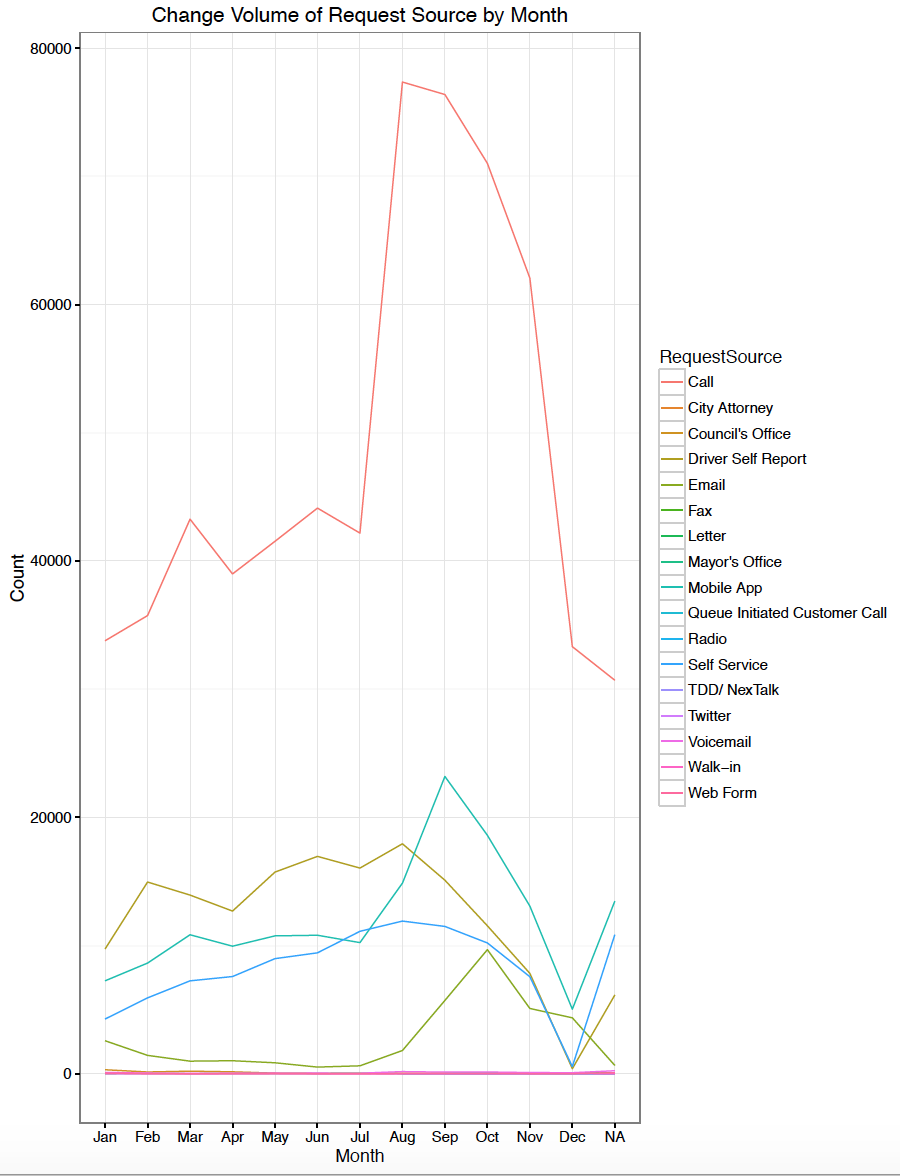 Change Volume of Request Source by Month
80000
60000
40000
20000
0
Count
Jan Feb Mar Apr May Jun Jul Aug Sep Oct Nov Dec NA
Month
RequestSource
Call
City Attorney
Council's Office
Driver Self Report
Email
Fax
Letter
Mayor's Office
Mobile App
Queue Initiated Customer Call
Radio
Self Service
TDD/ NexTalk
Twitter
Voicemail
Walk−in
Web Form